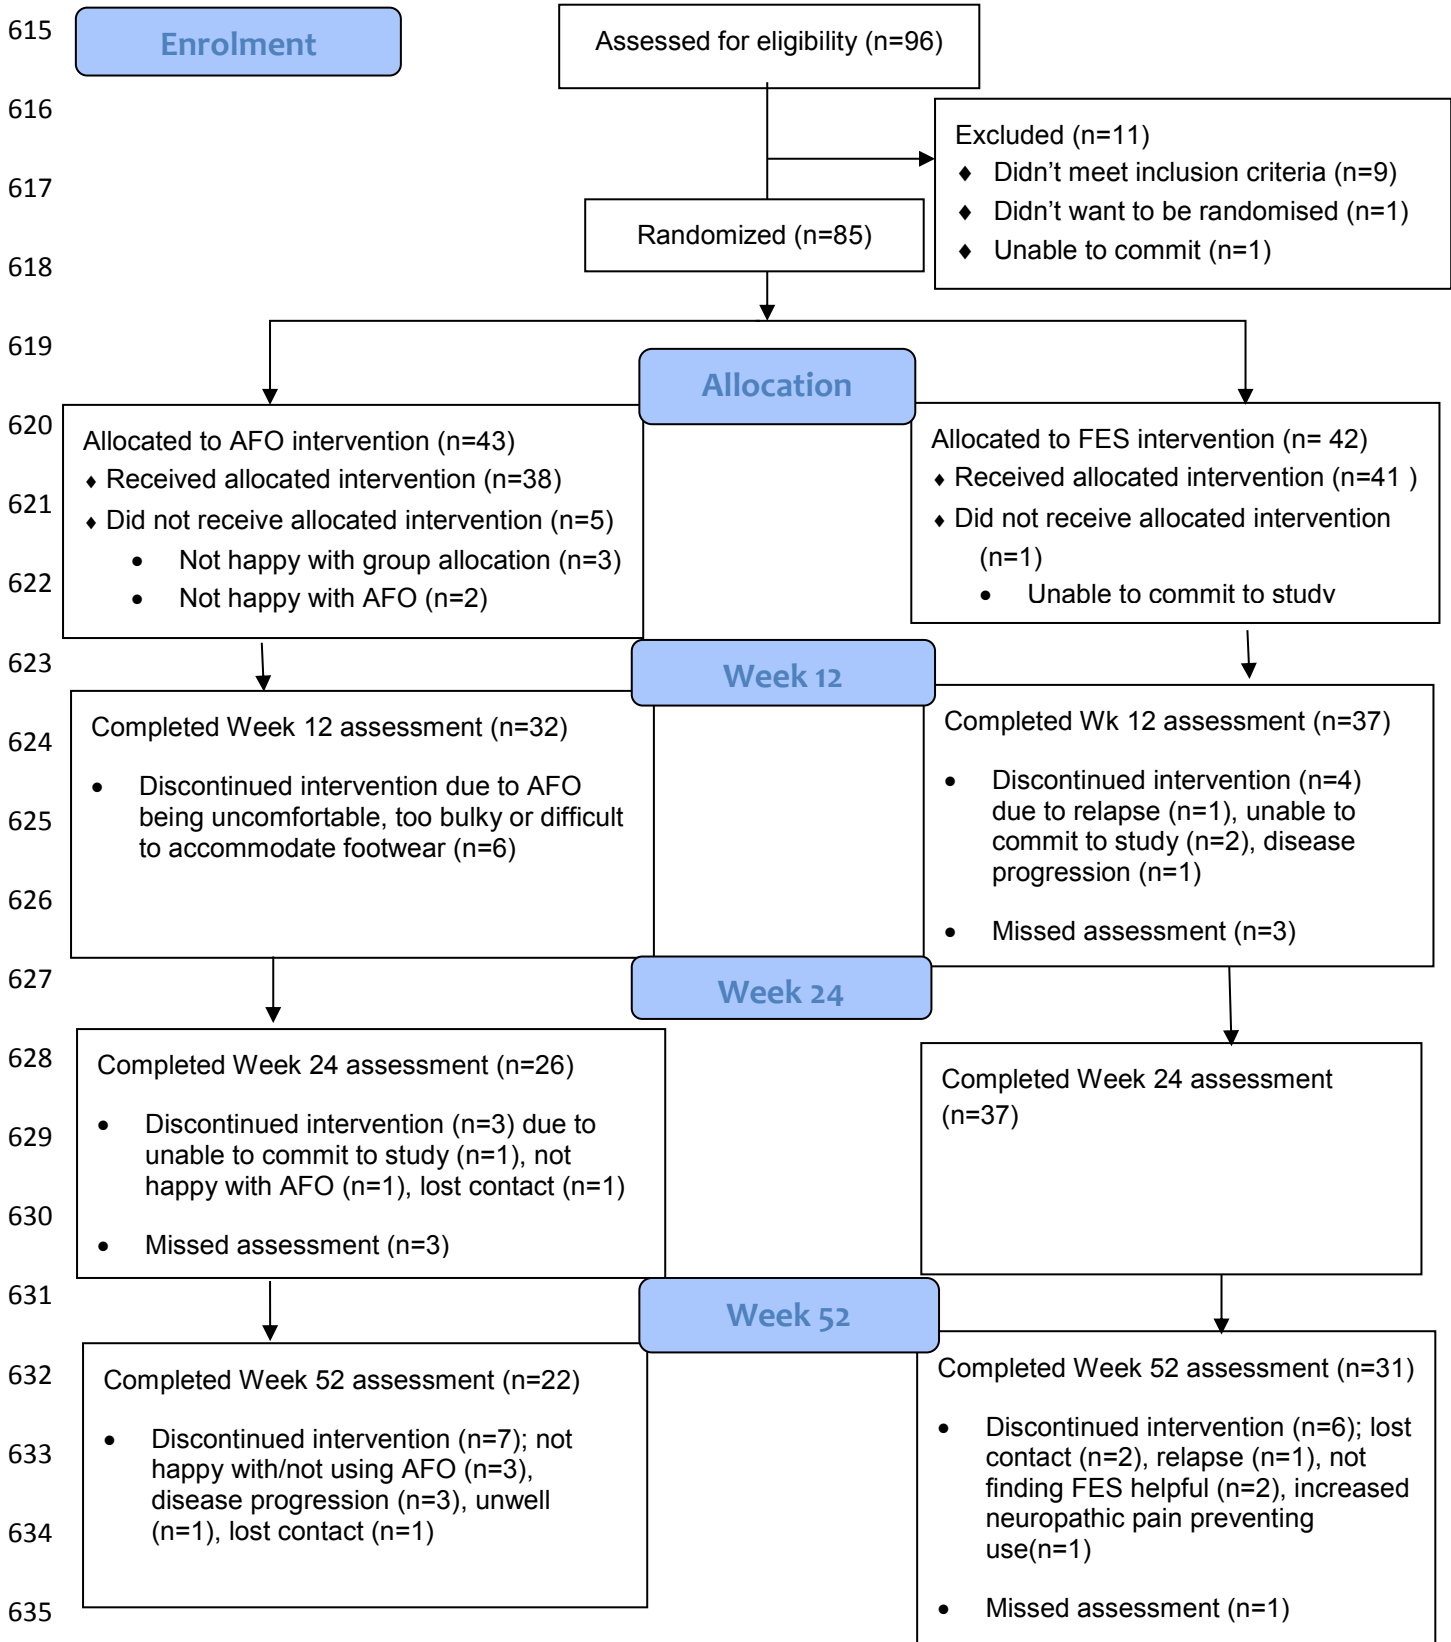 615
Enrolment
Assessed for eligibility (n=96)
616
Excluded (n=11)
♦ Didn't meet inclusion criteria (n=9)
♦ Didn't want to be randomised (n=1)
♦ Unable to commit (n=1)
617
Randomized (n=85)
618
619
Allocation
620
Allocated to AFO intervention (n=43)
♦ Received allocated intervention (n=38)
♦ Did not receive allocated intervention (n=5)
• Not happy with group allocation (n=3)
• Not happy with AFO (n=2)
Allocated to FES intervention (n= 42)
♦ Received allocated intervention (n=41 )
♦ Did not receive allocated intervention
(n=1)
• Unable to commit to study
621
622
623
Week 12
624
Completed Week 12 assessment (n=32)
• Discontinued intervention due to AFO
being uncomfortable, too bulky or difficult
to accommodate footwear (n=6)
Completed Wk 12 assessment (n=37)
• Discontinued intervention (n=4)
due to relapse (n=1), unable to
commit to study (n=2), disease
progression (n=1)
• Missed assessment (n=3)
625
626
627
Week 24
628
Completed Week 24 assessment (n=26)
• Discontinued intervention (n=3) due to
unable to commit to study (n=1), not
happy with AFO (n=1), lost contact (n=1)
• Missed assessment (n=3)
Completed Week 24 assessment
(n=37)
629
630
631
Week 52
632
Completed Week 52 assessment (n=22)
• Discontinued intervention (n=7); not
happy with/not using AFO (n=3),
disease progression (n=3), unwell
(n=1), lost contact (n=1)
Completed Week 52 assessment (n=31)
• Discontinued intervention (n=6); lost
contact (n=2), relapse (n=1), not
finding FES helpful (n=2), increased
neuropathic pain preventing
use(n=1)
• Missed assessment (n=1)
633
634
635